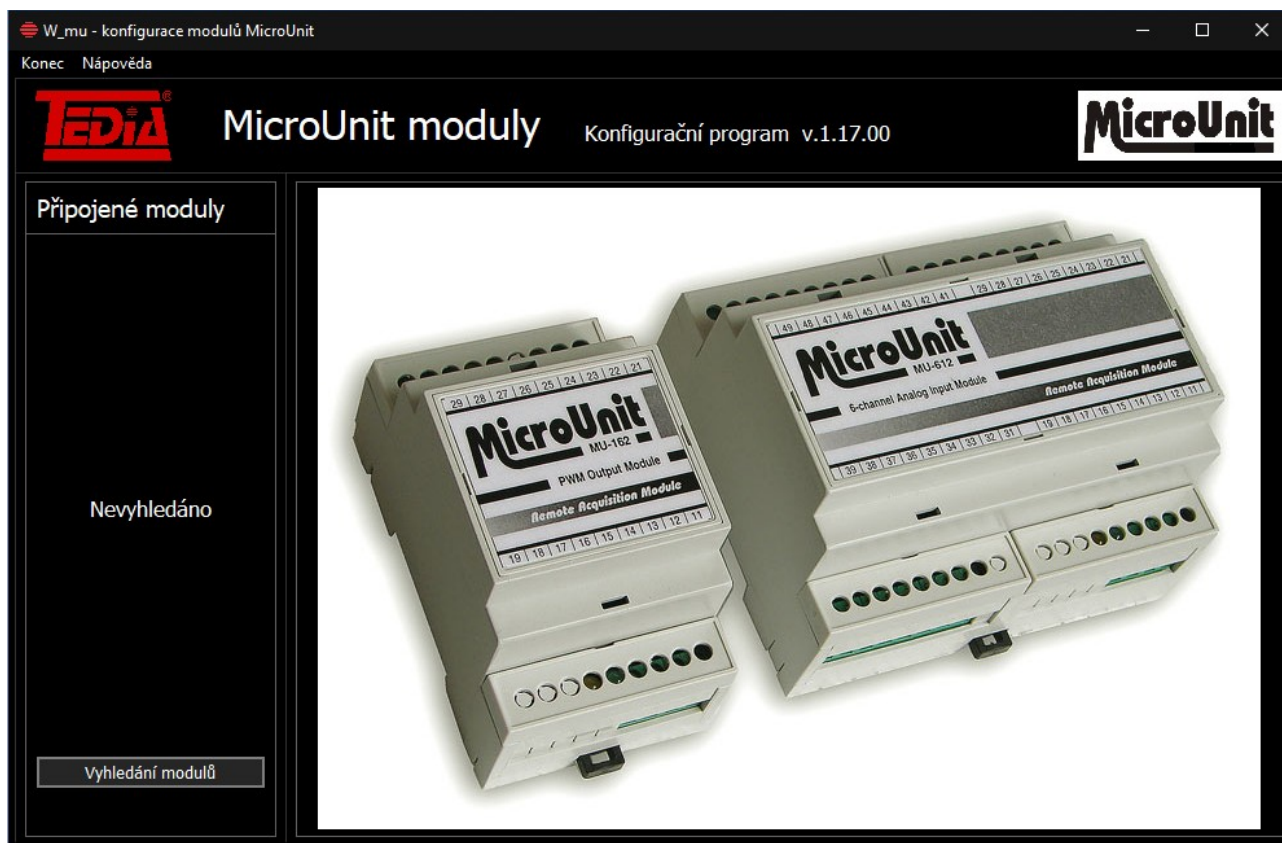 W_mu - konfigurace modulů MicroUnit
Konec Nápověda
TEDiA®
MicroUnit moduly
Konfigurační program v.1.17.00
MicroUnit
Připojené moduly
Nevyhledáno
Vyhledání modulů
29 28 27 26 25 24 23 22 21
MicroUnit
MU-162
PWM Output Module
Remote Acquisition Module
19 18 17 16 15 14 13 12 11
49 48 47 46 45 44 43 42 41 29 28 27 26 25 24 23 22 21
MicroUnit
MU-612
6-channel Analog Input Module
Remote Acquisition Module
39 38 37 36 35 34 33 32 31 19 18 17 16 15 14 13 12 11